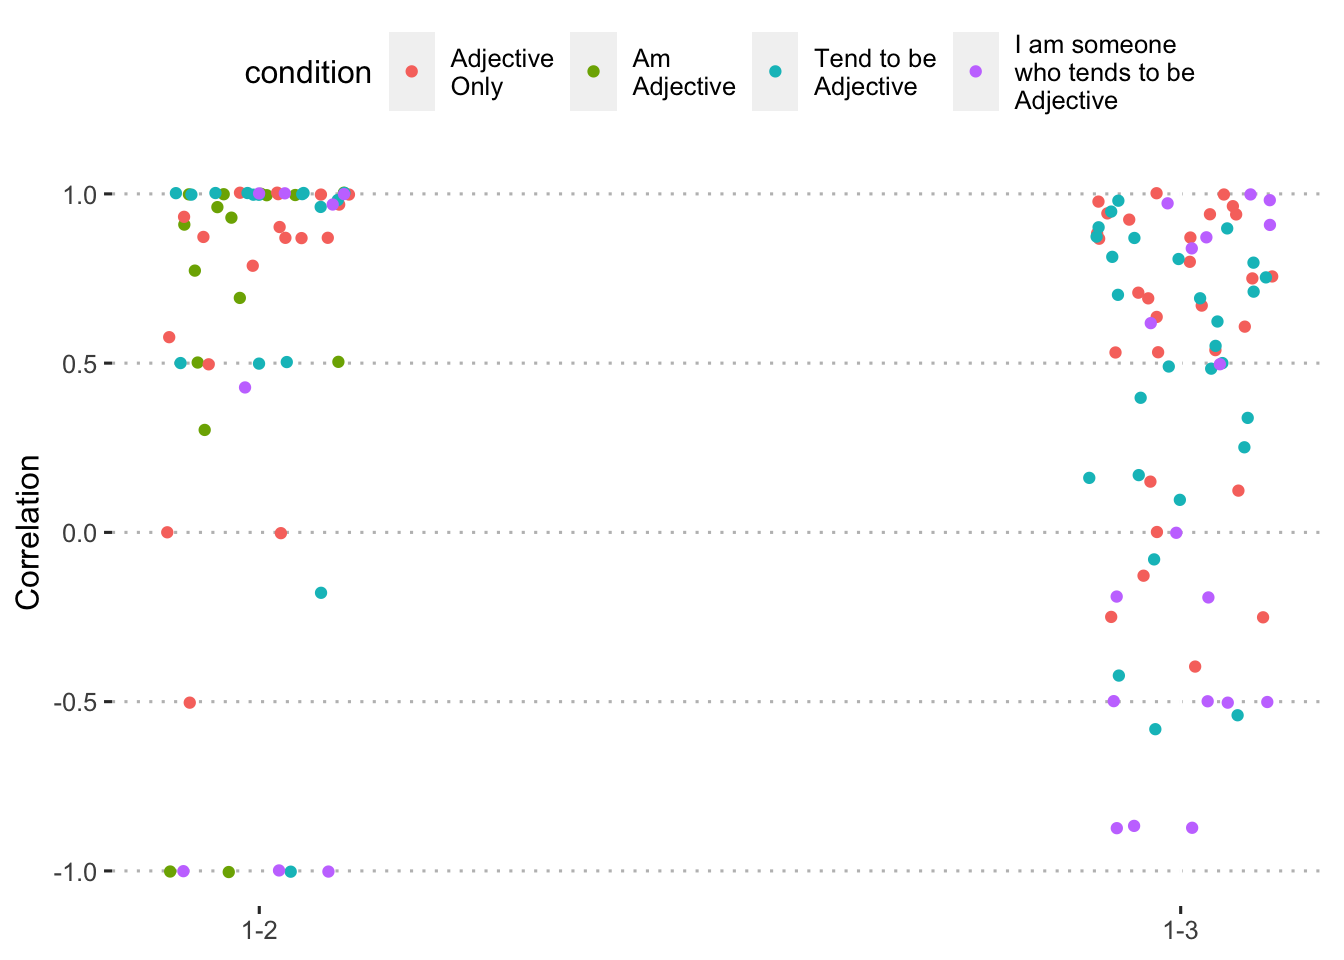 condition
Adjective
Only
Am
Adjective
Tend to be
Adjective
I am someone
who tends to be
Adjective
Correlation
1.0
0.5
0.0
-0.5
-1.0
1-2
1-3